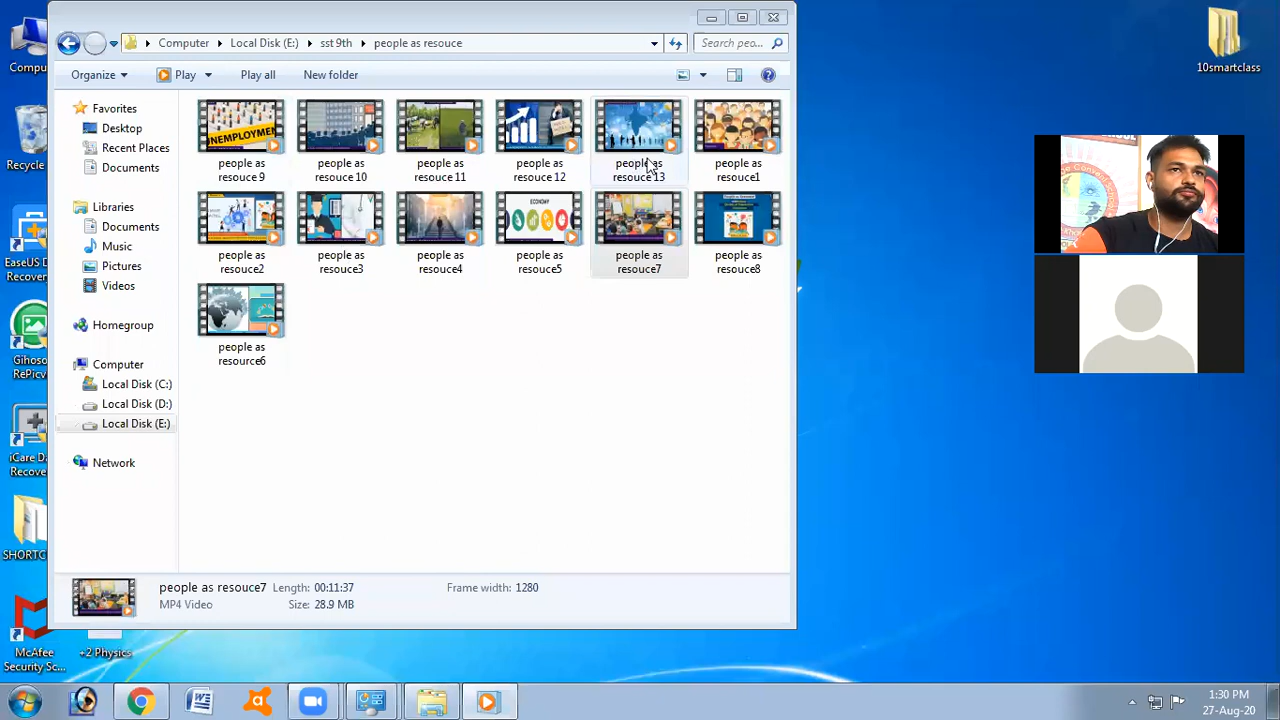 Computer
Local Disk (E:)
sst 9th
people as resouce
Search peo...
Organize
Play
Play all
New folder
Favorites
Desktop
Recent Places
Documents
Libraries
Documents
Music
Pictures
Videos
Homegroup
Computer
Local Disk (C:)
Local Disk (D:)
Local Disk (E:)
Network
people as
resouce 9
people as
resouce 10
people as
resouce 11
people as
resouce 12
people as
resouce 13
people as
resouce1
people as
resouce2
people as
resouce3
people as
resouce4
people as
resouce5
people as
resouce7
people as
resouce8
people as
resource6
ECONOMY
people as resouce7
Length: 00:11:37
Frame width: 1280
MP4 Video
Size: 28.9 MB
Compu
Recycle
EaseUS D
Recover
Gihoso
RePicv
iCare Da
Recove
SHORTC
McAfee
Security Sc...
+2 Physics
10smartclass
1:30 PM
27-Aug-20